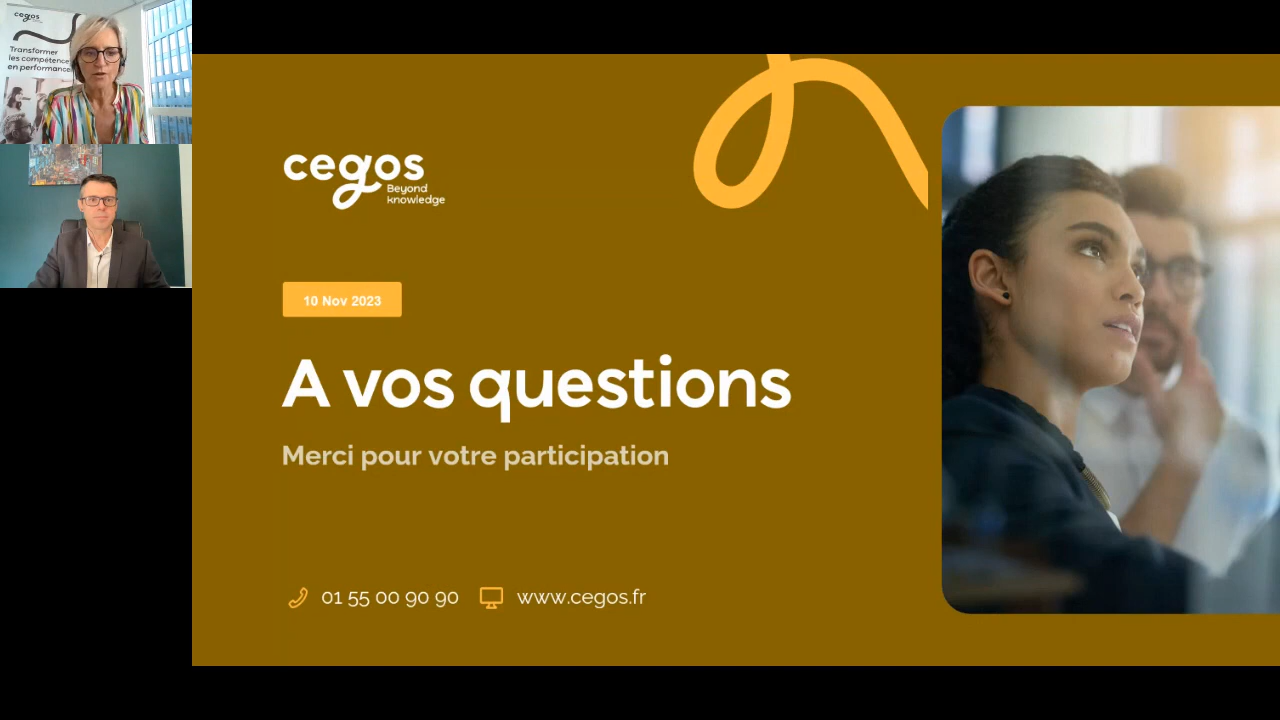 cegos
Transformer
les compétences
en performance
cegos
Beyond
knowledge
10 Nov 2023
A vos questions
Merci pour votre participation
01 55 00 90 90
www.cegos.fr